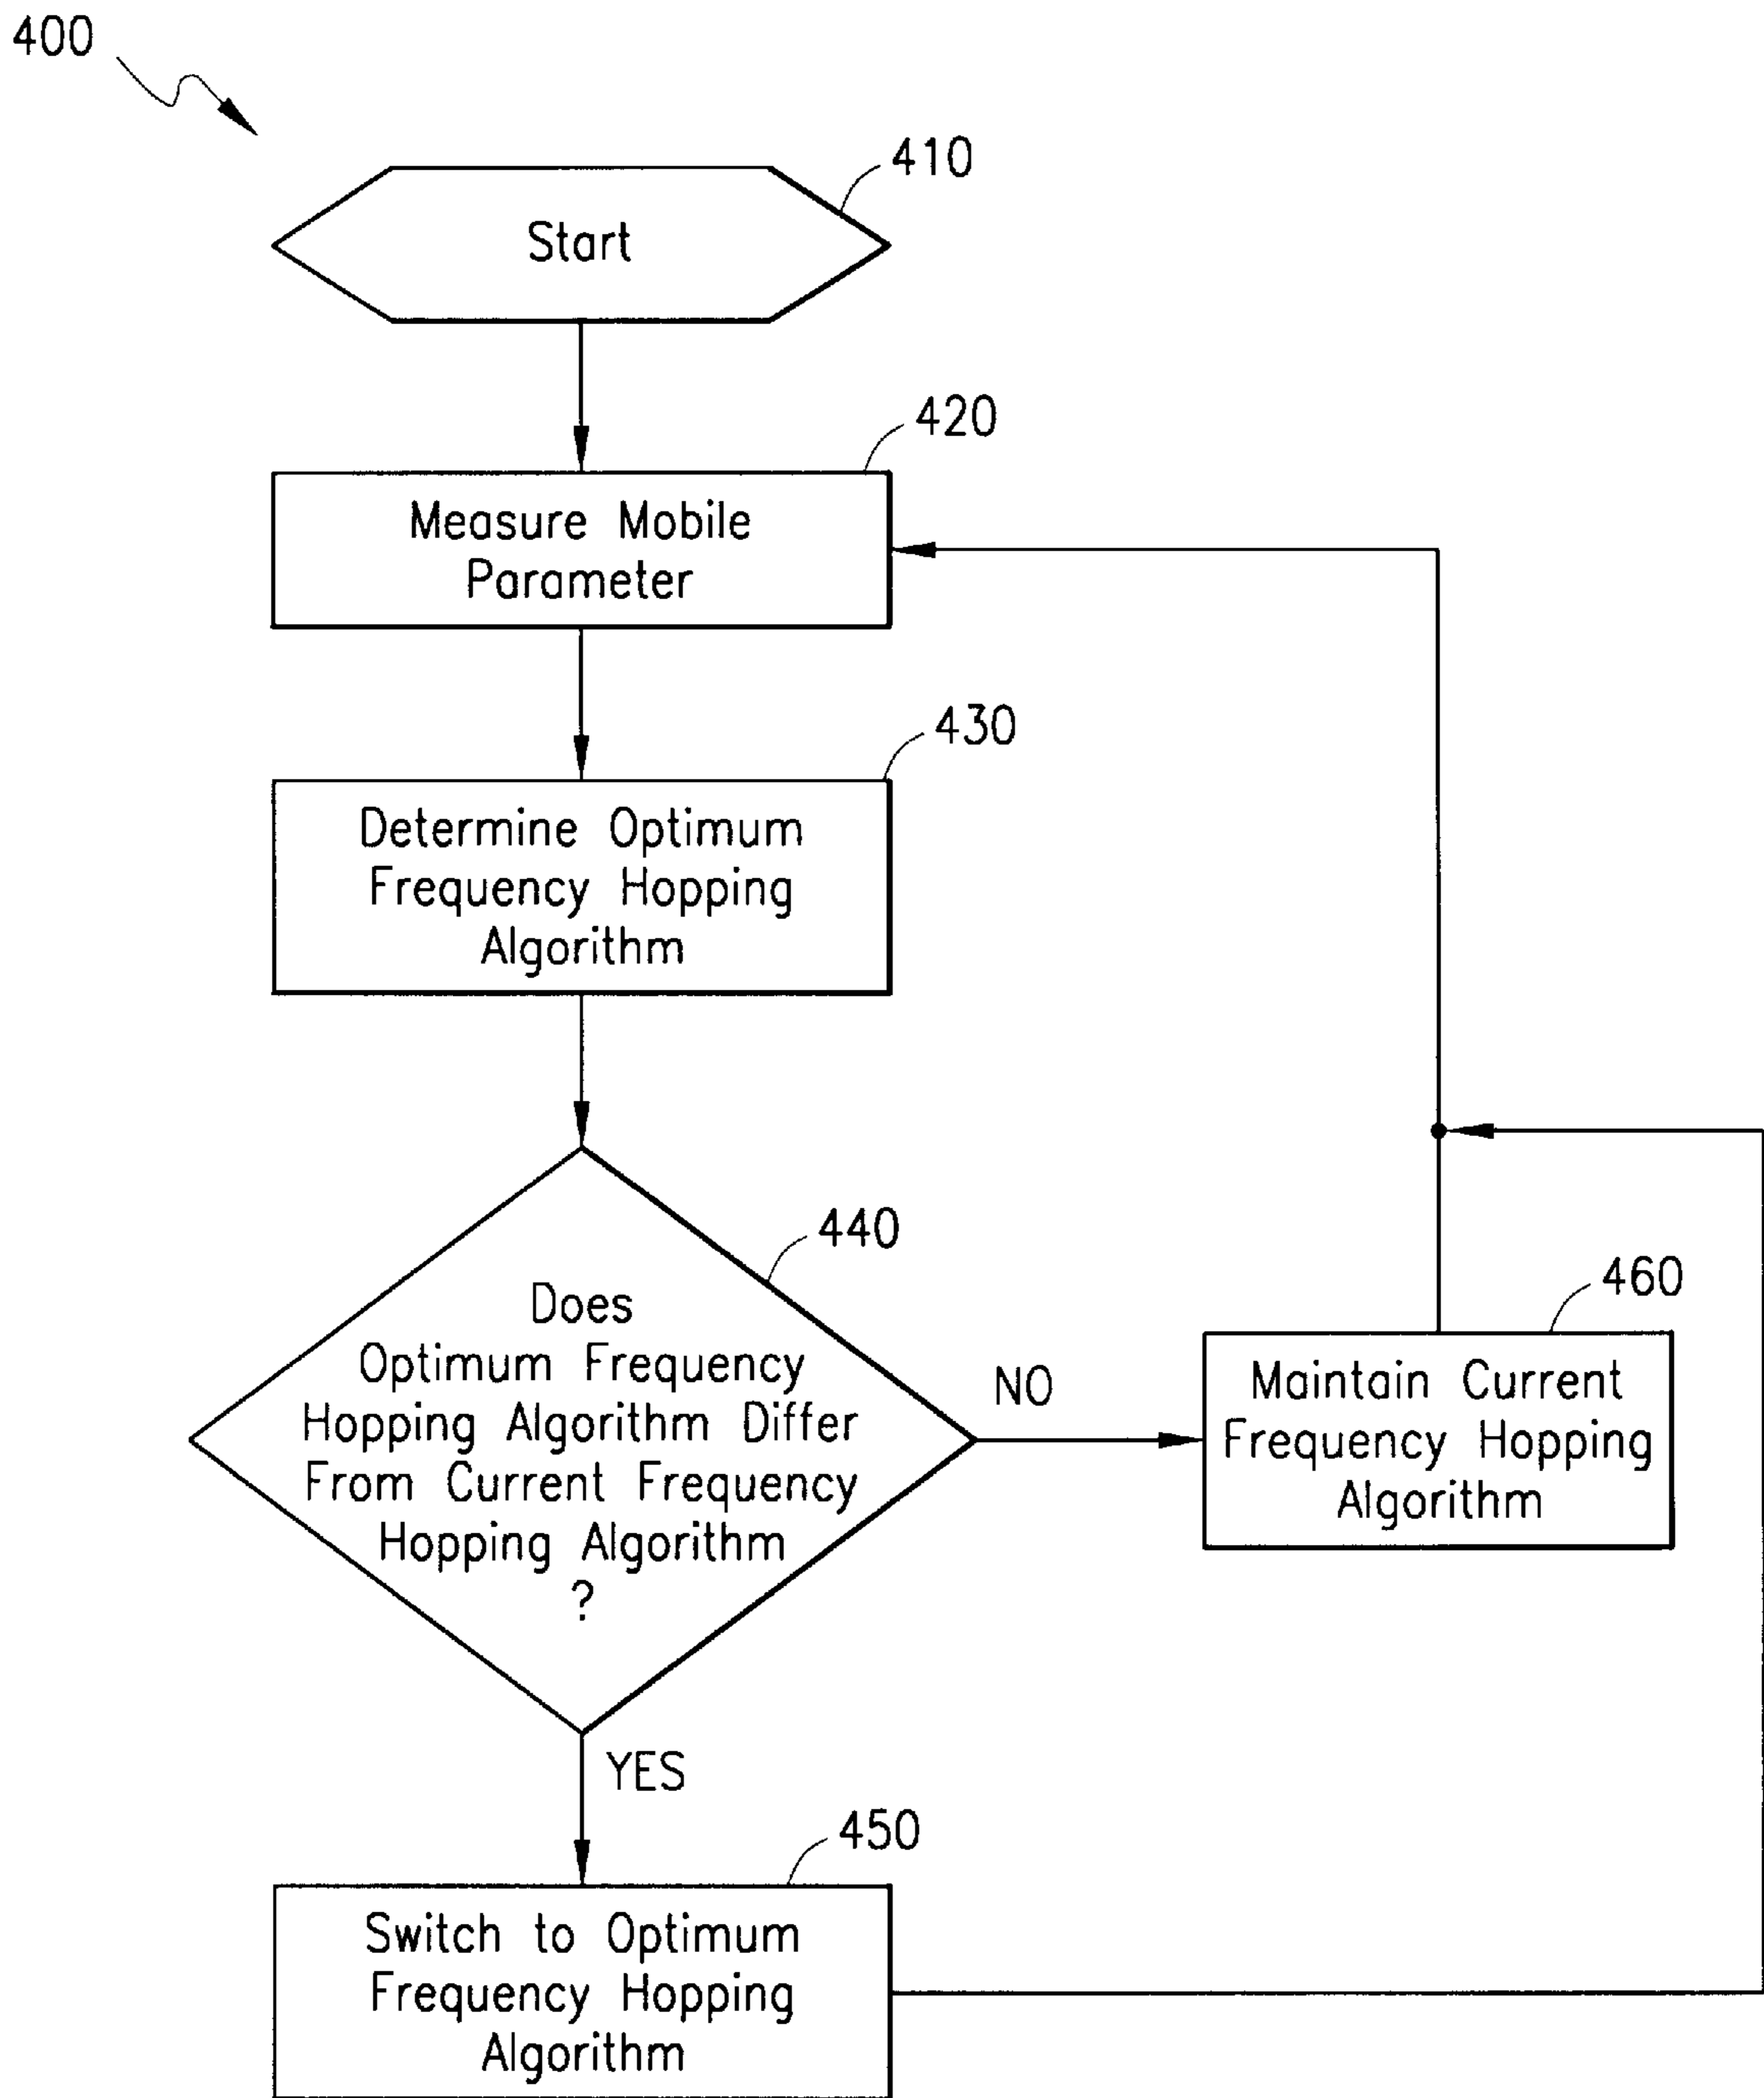 400
410
Start
420
Measure Mobile
Parameter
430
Determine Optimum
Frequency Hopping
Algorithm
440
Does
Optimum Frequency
Hopping Algorithm Differ
From Current Frequency
Hopping Algorithm
?
NO
460
Maintain Current
Frequency Hopping
Algorithm
YES
450
Switch to Optimum
Frequency Hopping
Algorithm